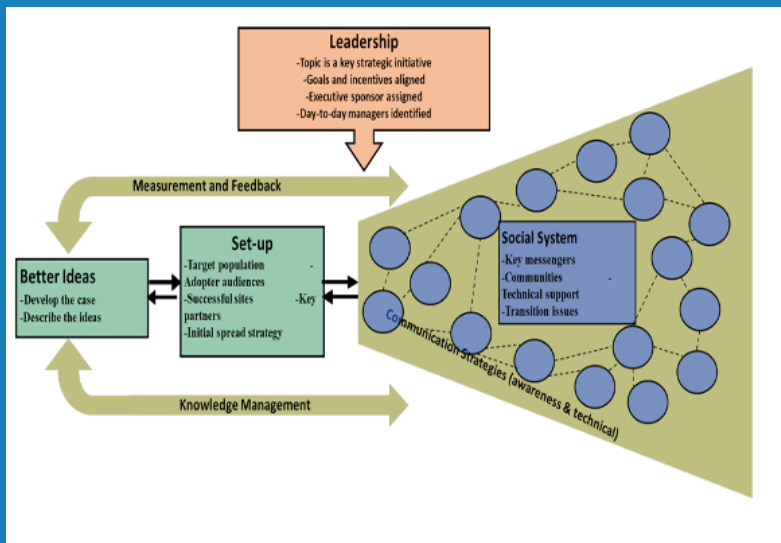 Leadership
-Topic is a key strategic initiative
-Goals and incentives aligned
-Executive sponsor assigned
-Day-to-day managers identified
Measurement and Feedback
Better Ideas
-Develop the case
-Describe the ideas
Set-up
-Target population -
Adopter audiences
-Successful sites -Key
partners
-Initial spread strategy
Social System
-Key messengers
-Communities -
Technical support
-Transition issues
Communication Strategies (awareness & technical)
Knowledge Management